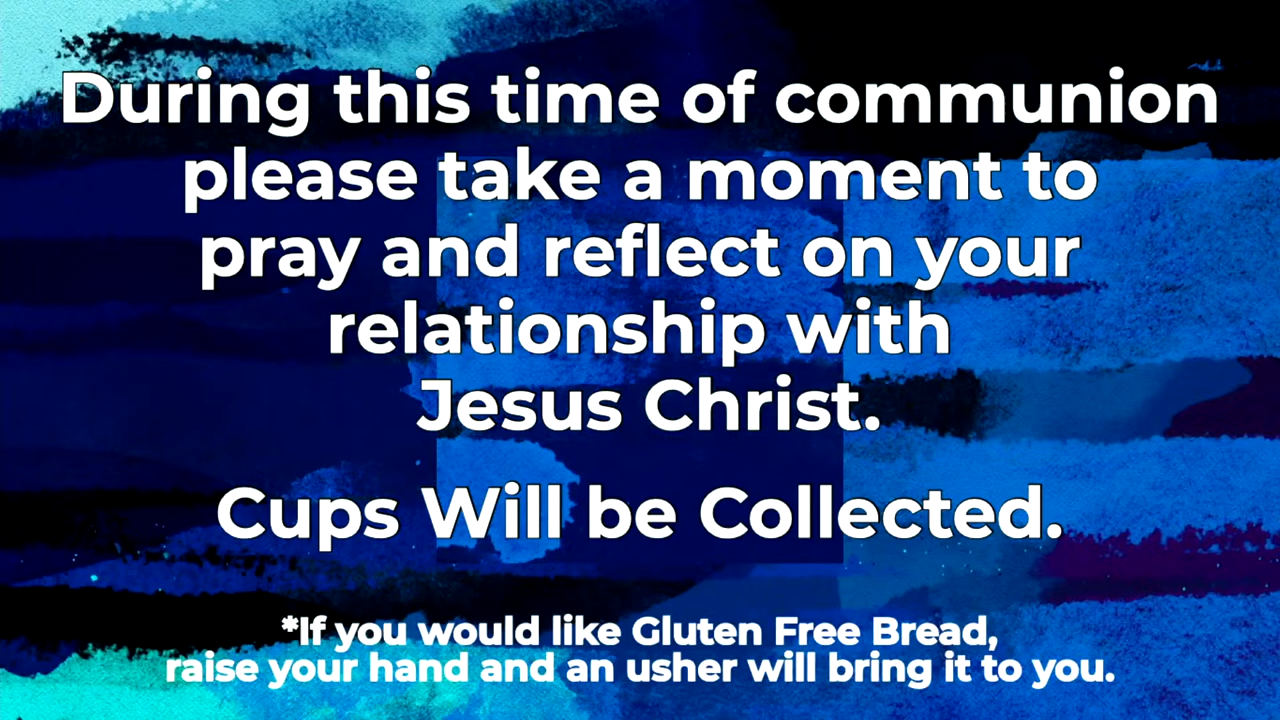 During this time of communion
please take a moment to
pray and reflect on your
relationship with
Jesus Christ.
Cups Will be Collected.
*If you would like Gluten Free Bread,
raise your hand and an usher will bring it to you.